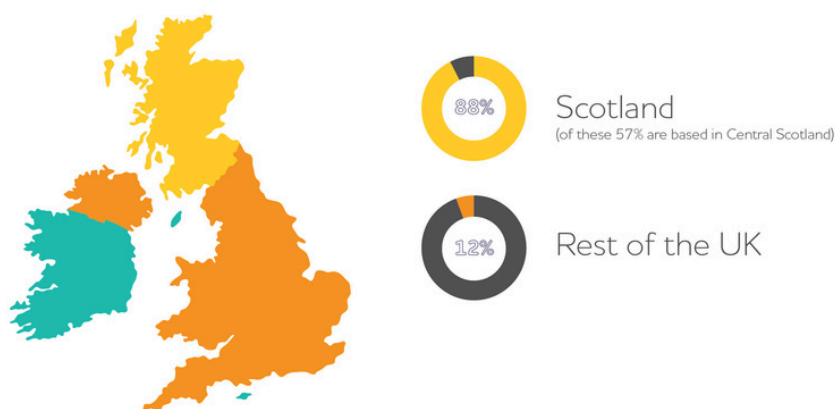 88%
Scotland
(of these 57% are based in Central Scotland)
12%
Rest of the UK